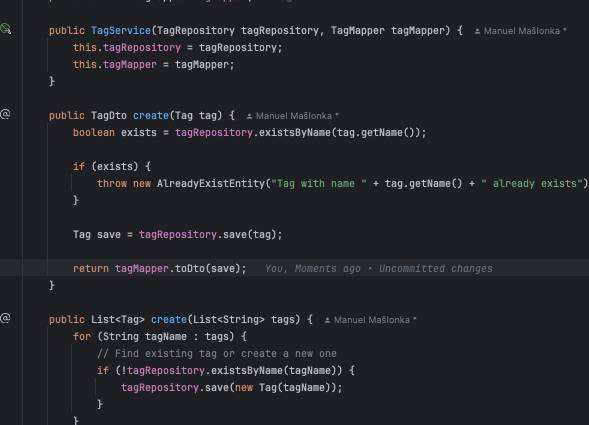 public TagService(TagRepository tagRepository, TagMapper tagMapper) { Manuel Mašlonka *
this.tagRepository = tagRepository;
this.tagMapper = tagMapper;
}
public TagDto create(Tag tag) { Manuel Mašlonka *
boolean exists = tagRepository.existsByName(tag.getName());
if (exists) {
throw new AlreadyExistEntity("Tag with name " + tag.getName() + " already exists")
}
Tag save = tagRepository.save(tag);
return tagMapper.toDto(save); You, Moments ago • Uncommitted changes
}
public List<Tag> create(List<String> tags) { Manuel Mašlonka *
for (String tagName : tags) {
// Find existing tag or create a new one
if (!tagRepository.existsByName(tagName)) {
tagRepository.save(new Tag(tagName));
}
}